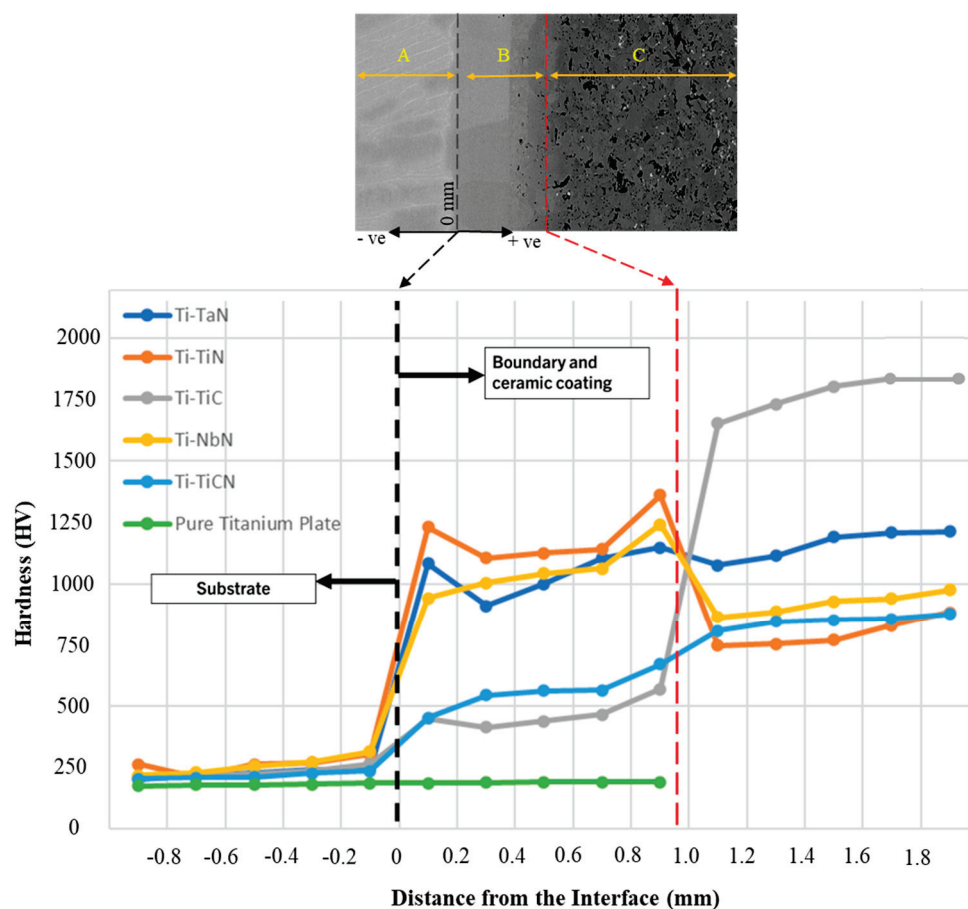 A
B
C
0 mm
- ve
+ ve
Ti-TaN
Ti-TiN
Ti-TiC
Ti-NbN
Ti-TiCN
Pure Titanium Plate
Boundary and
ceramic coating
Substrate
Hardness (HV)
2000
1750
1500
1250
1000
750
500
250
0
-0.8
-0.6
-0.4
-0.2
0
0.2
0.4
0.6
0.8
1.0
1.2
1.4
1.6
1.8
Distance from the Interface (mm)